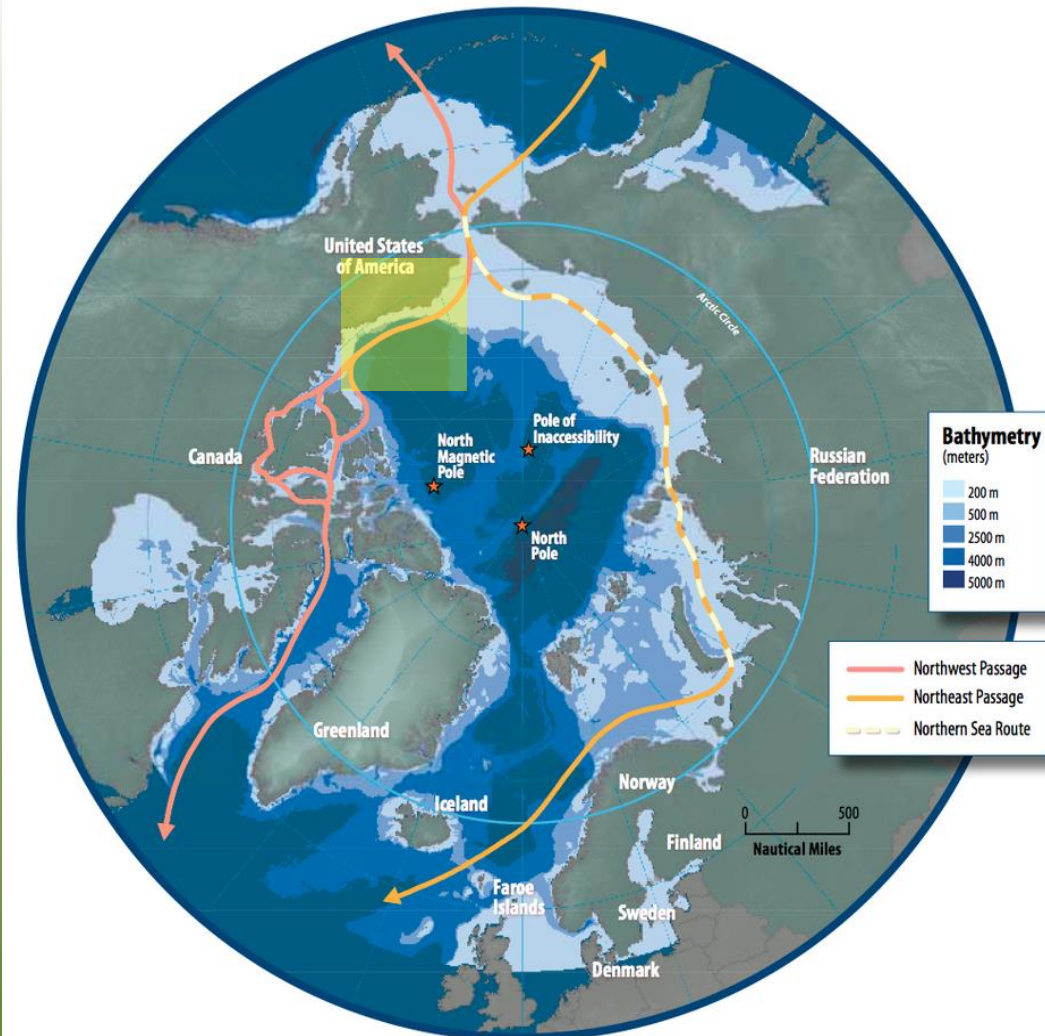 United States
of America
Arctic Circle
Pole of
Inaccessibility
North
Magnetic
Pole
Canada
Russian
Federation
North
Pole
Greenland
Iceland
Norway
Finland
Faroe
Islands
Sweden
Denmark
0 500
Nautical Miles
Bathymetry
(meters)
200 m
500 m
2500 m
4000 m
5000 m
Northwest Passage
Northeast Passage
Northern Sea Route